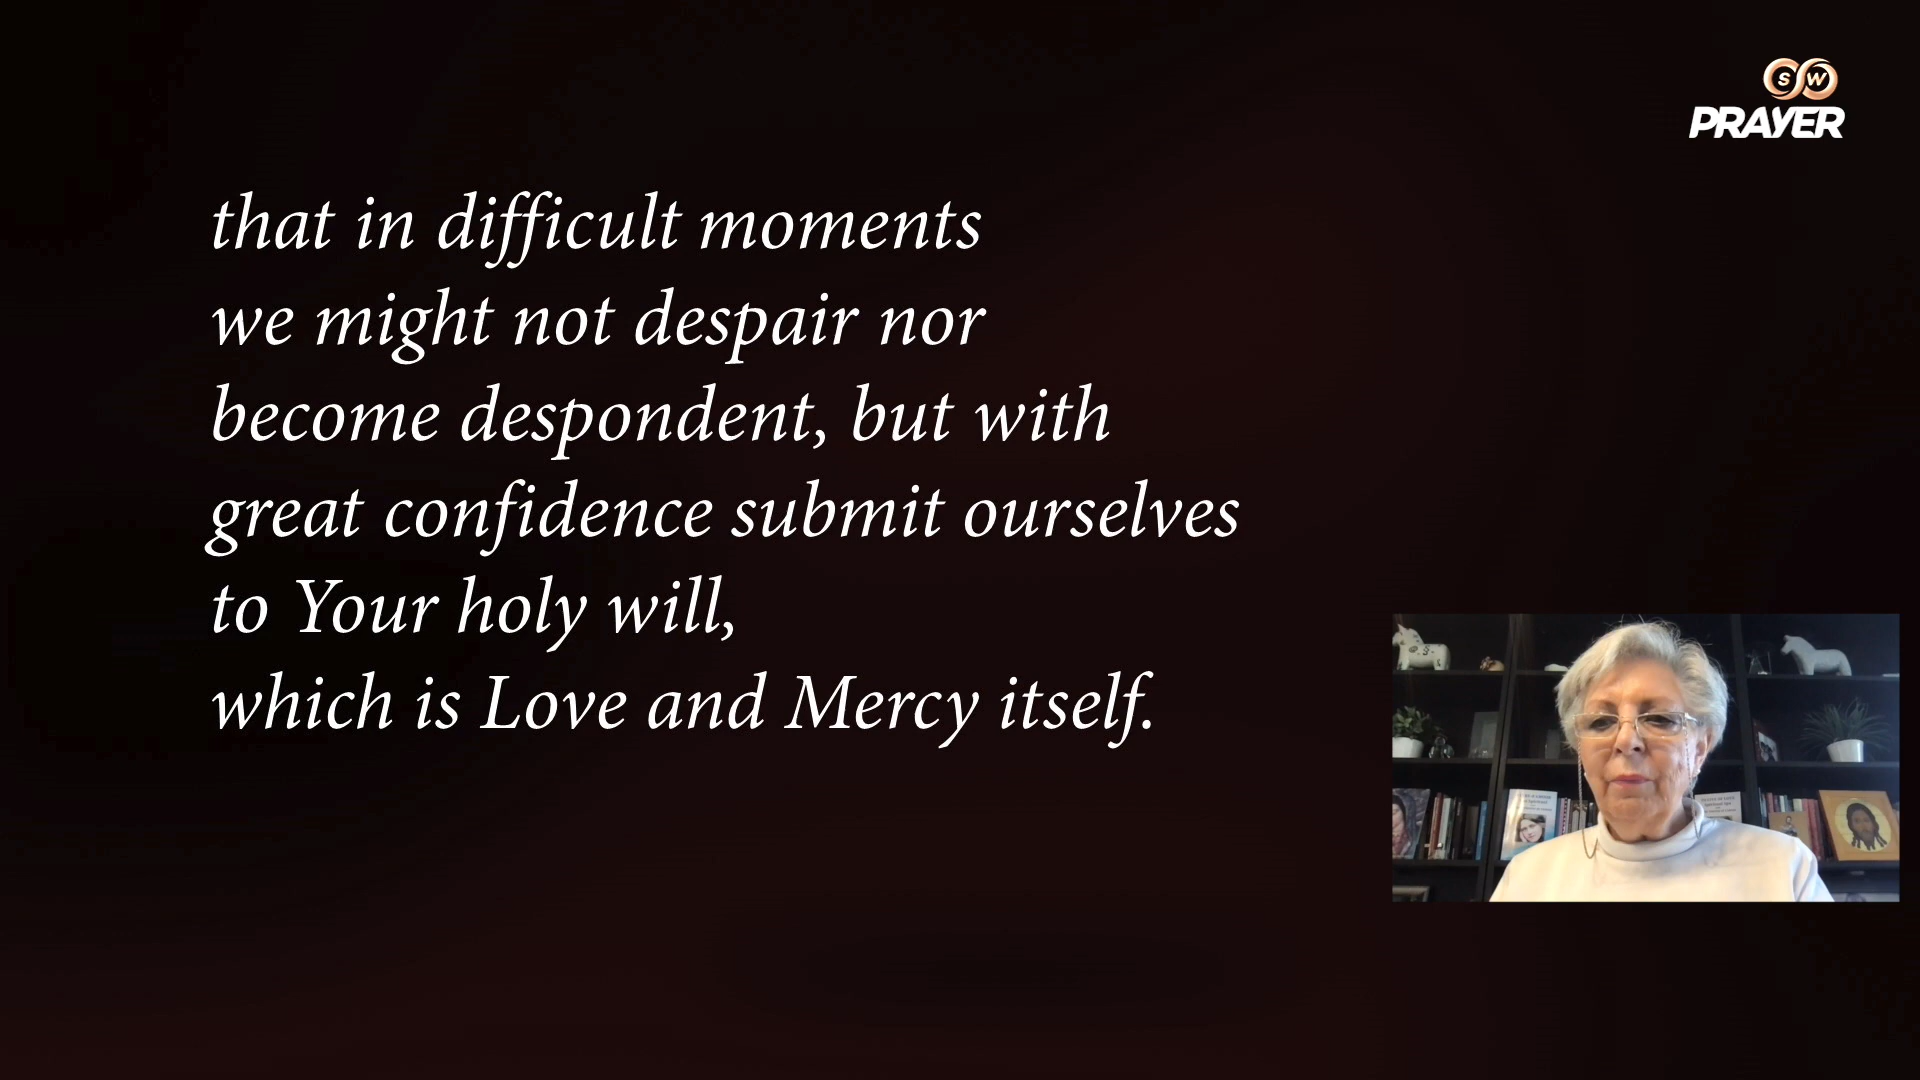 SW
PRAYER
that in difficult moments
we might not despair nor
become despondent, but with
great confidence submit ourselves
to Your holy will,
which is Love and Mercy itself.